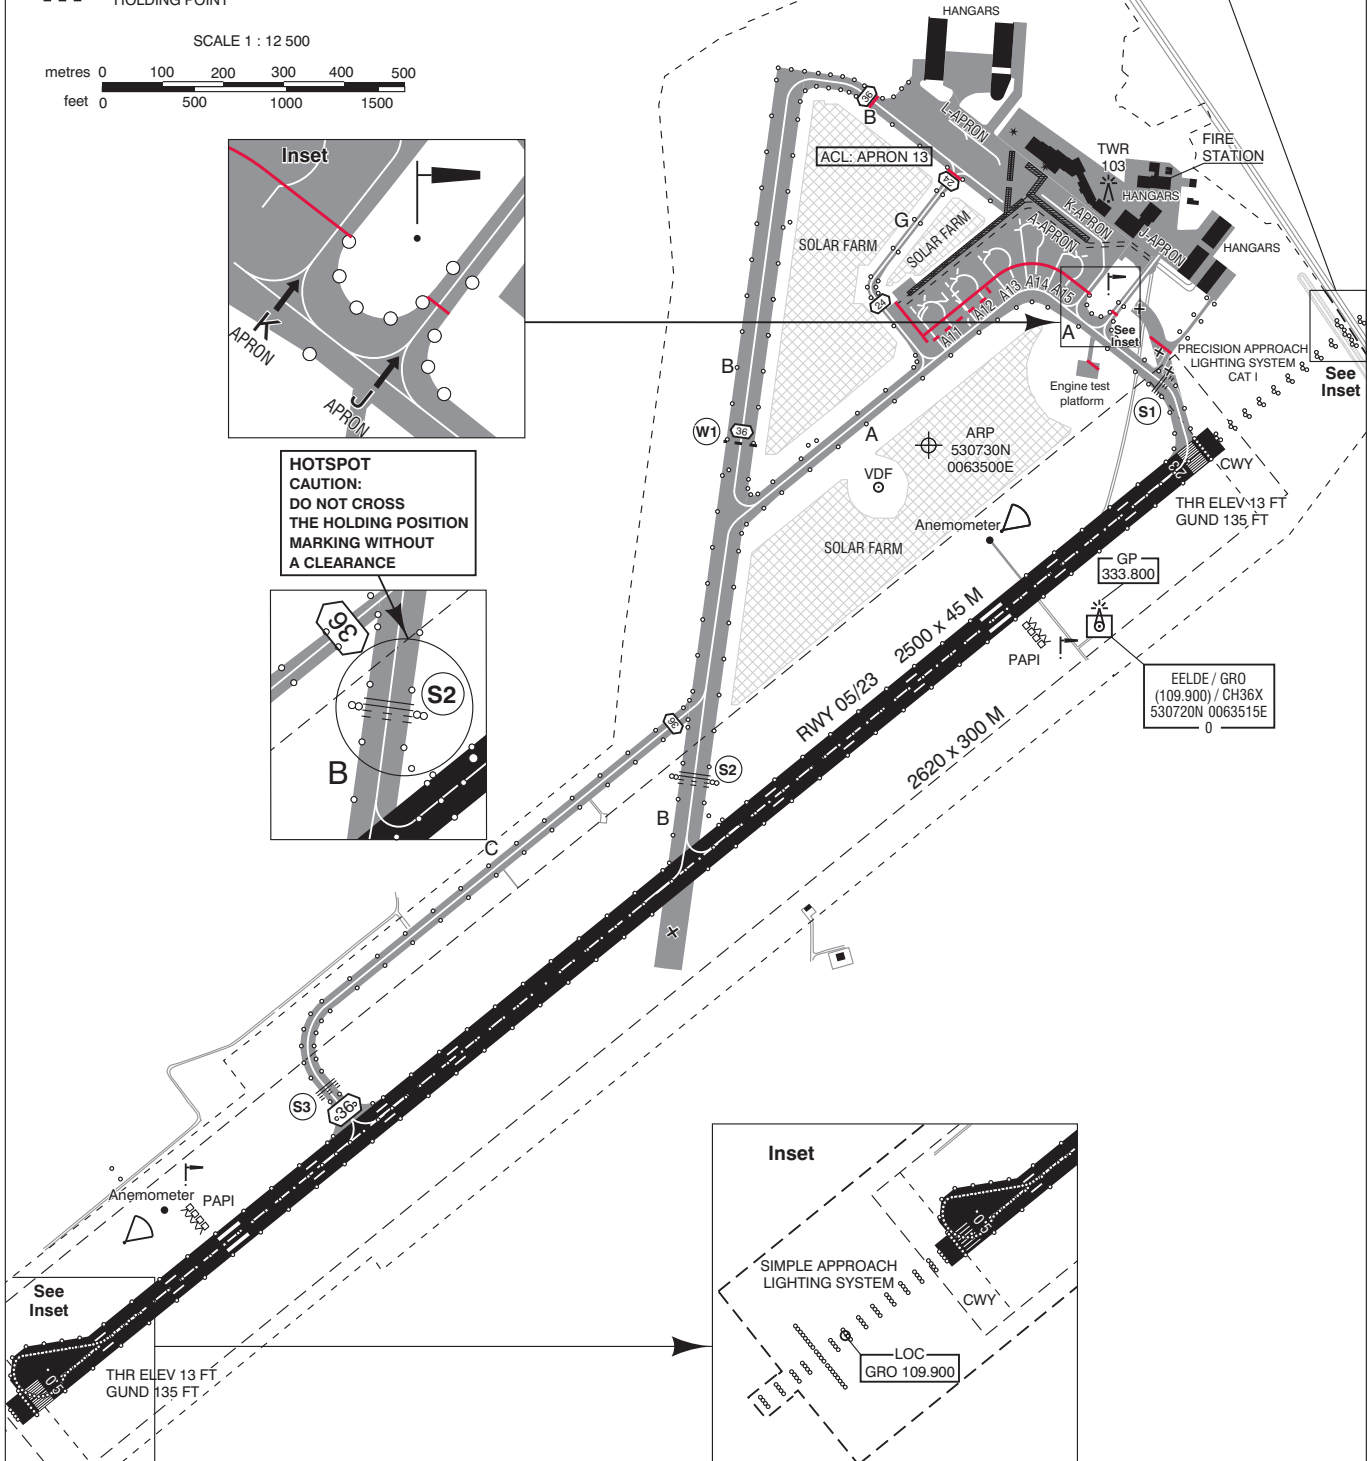 HOLDING POINT
SCALE 1 : 12 500
metres 0 100 200 300 400 500
feet 0 500 1000 1500
HANGARS
36
B
L-APRON
ACL: APRON 13
TWR
103
FIRE
STATION
HANGARS
24
G
SOLAR FARM
SOLAR FARM
K-APRON
A-APRON
J-APRON
HANGARS
24
A11
A12
A13
A14
A15
A
See
Inset
Inset
K
APRON
J
APRON
PRECISION APPROACH
LIGHTING SYSTEM
CAT I
See
Inset
Engine test
platform
S1
B
W1
36
A
ARP
530730N
0063500E
VDF
23
CWY
THR ELEV 13 FT
GUND 135 FT
HOTSPOT
CAUTION:
DO NOT CROSS
THE HOLDING POSITION
MARKING WITHOUT
A CLEARANCE
Anemometer
SOLAR FARM
GP
333.800
36
S2
B
2500 x 45 M
RWY 05/23
PAPI
EELDE / GRO
(109.900) / CH36X
530720N 0063515E
0
36
2620 x 300 M
S2
B
C
S3
36
Inset
Anemometer
PAPI
05
SIMPLE APPROACH
LIGHTING SYSTEM
CWY
See
Inset
LOC
GRO 109.900
THR ELEV 13 FT
GUND 135 FT
05